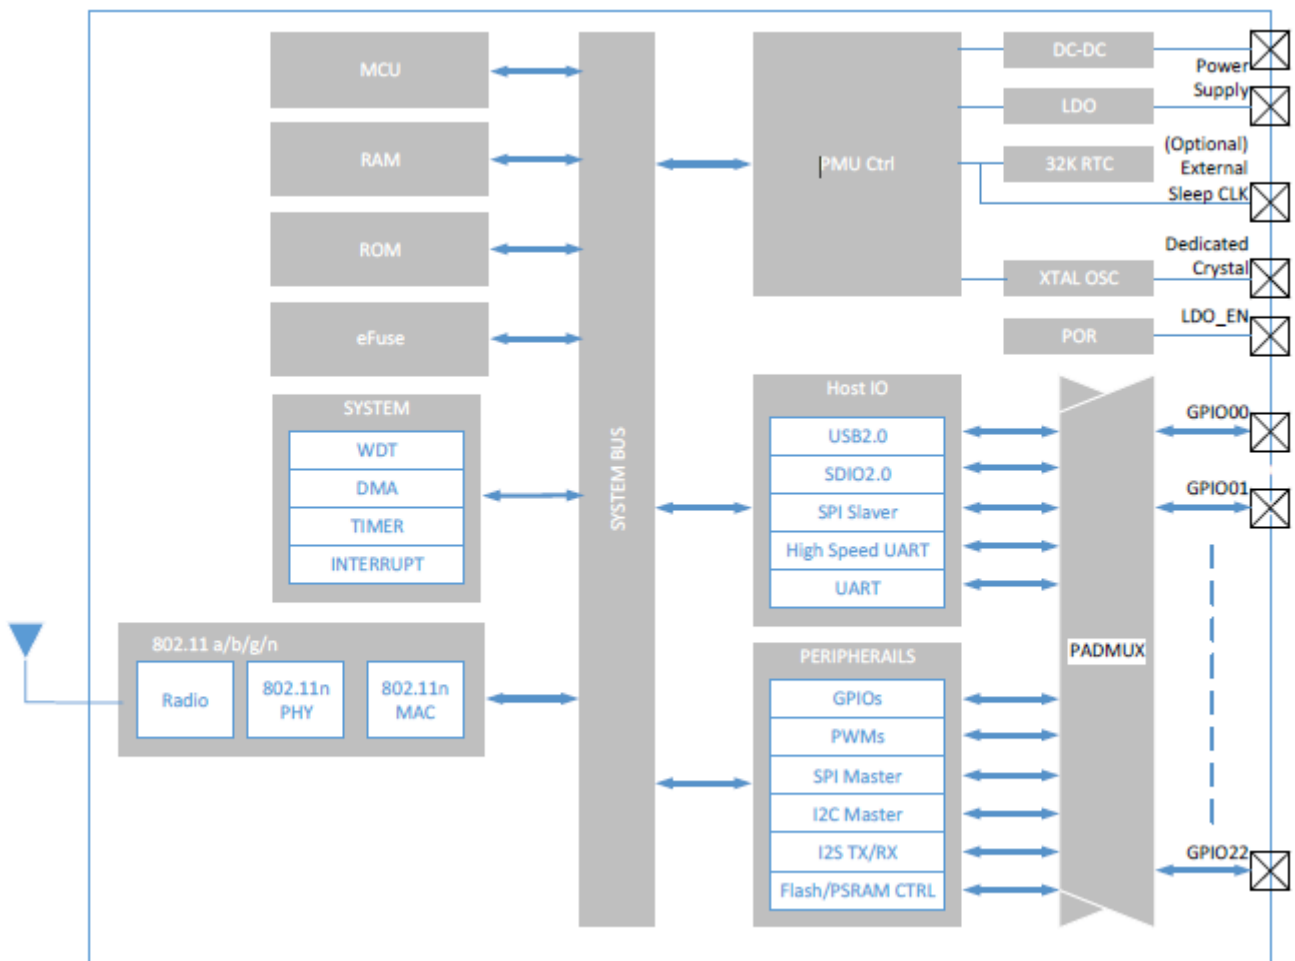 MCU
RAM
ROM
eFuse
SYSTEM
WDT
DMA
TIMER
INTERRUPT
802.11 a/b/g/n
Radio
802.11n
PHY
802.11n
MAC
SYSTEM BUS
PMU Ctrl
DC-DC
LDO
32K RTC
XTAL OSC
POR
Power
Supply
(Optional)
External
Sleep CLK
Dedicated
Crystal
LDO_EN
Host IO
USB2.0
SDIO2.0
SPI Slaver
High Speed UART
UART
PERIPHERAILS
GPIOs
PWMs
SPI Master
I2C Master
I2S TX/RX
Flash/PSRAM CTRL
PADMUX
GPIO00
GPIO01
GPIO22